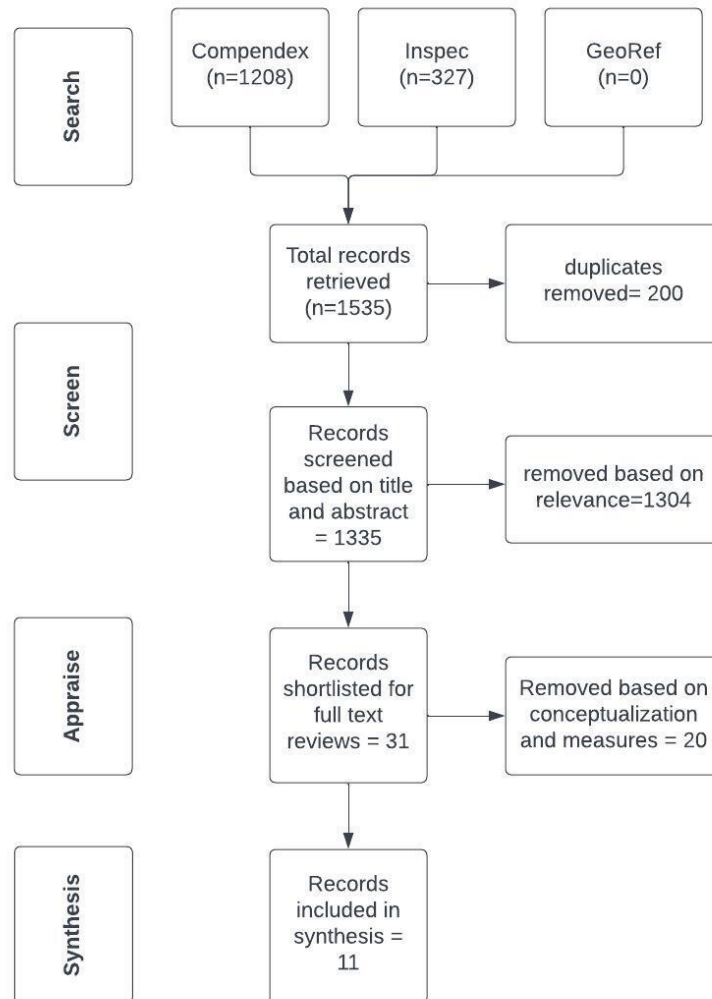 Search
Compendex
(n=1208)
Inspec
(n=327)
GeoRef
(n=0)
Total records
retrieved
(n=1535)
duplicates
removed= 200
Screen
Records
screened
based on title
and abstract
= 1335
removed based on
relevance=1304
Appraise
Records
shortlisted for
full text
reviews = 31
Removed based on
conceptualization
and measures = 20
Synthesis
Records
included in
synthesis =
11